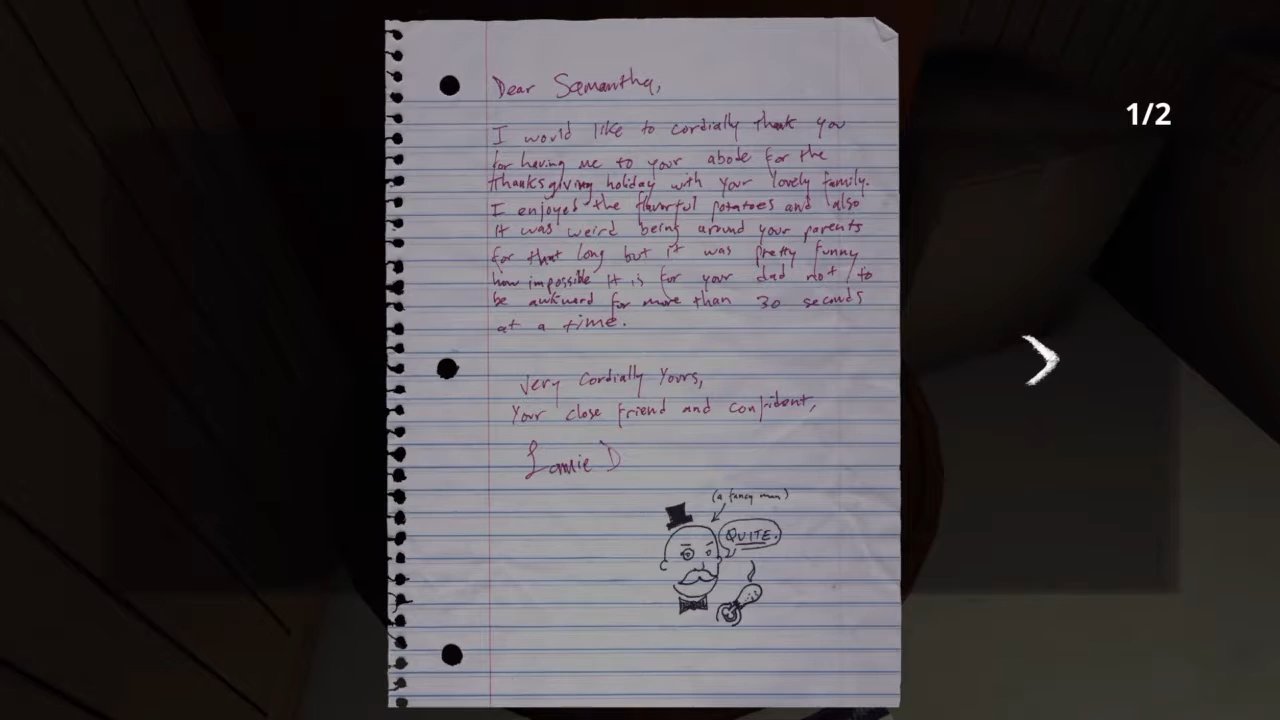 Dear Samantha,
1/2
I would like to cordially thank you
for having me to your abode for the
thanksgiving holiday with your lovely family.
I enjoyed the flavorful potatoes and also
it was weird being around your parents
for that long but it was pretty funny
how impossible it is for your dad not to
be awkward for more than 30 seconds
at a time.
Very Cordially Yours,
Your close friend and confident,
Lonnie D
(a fancy man)
QUITE.